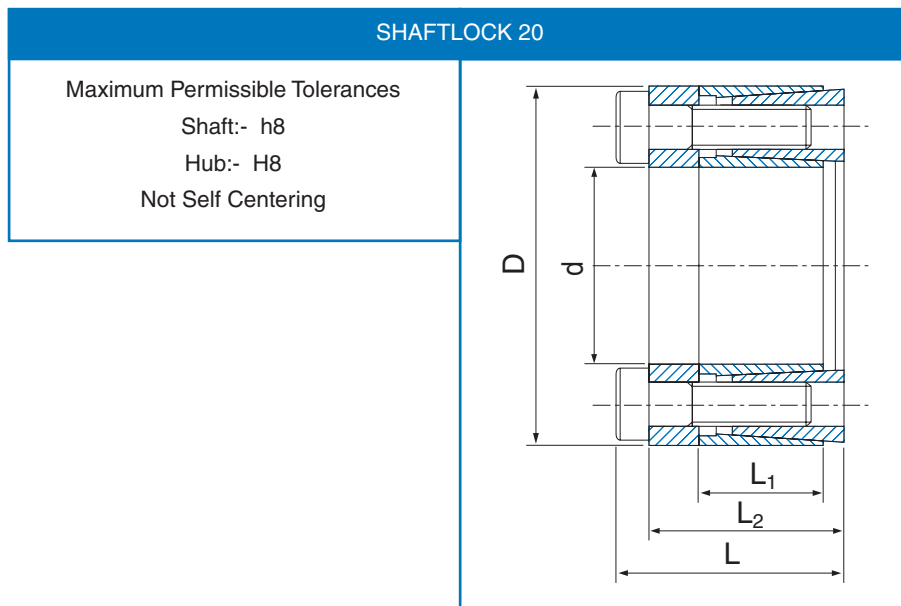 SHAFTLOCK 20
Maximum Permissible Tolerances
Shaft:- h8
Hub:- H8
Not Self Centering
D
d
L₁
L₂
L